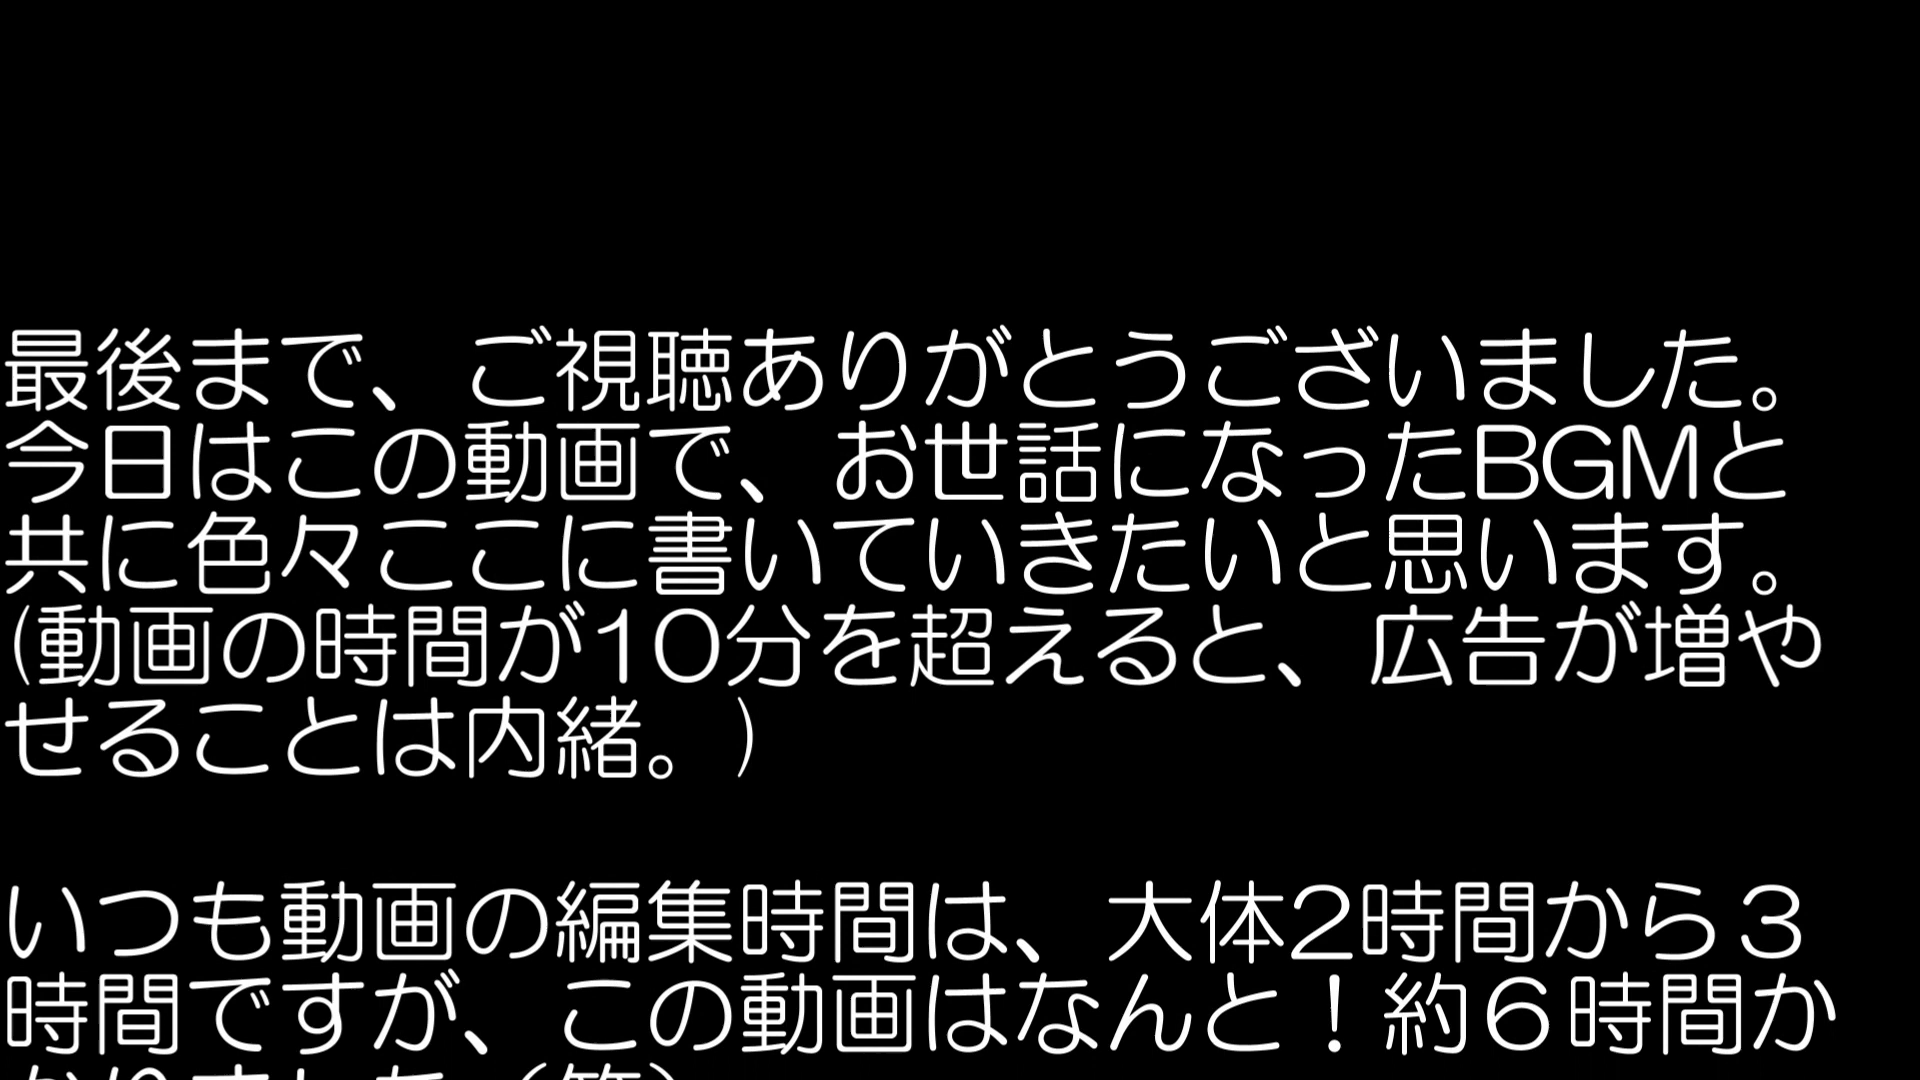 最後まで、ご視聴ありがとうございました。
今日はこの動画で、お世話になったBGMと
共に色々ここに書いていきたいと思います。
(動画の時間が10分を超えると、広告が増や
せることは内緒。)
いつも動画の編集時間は、大体2時間から３
時間ですが、この動画はなんと！約６時間か